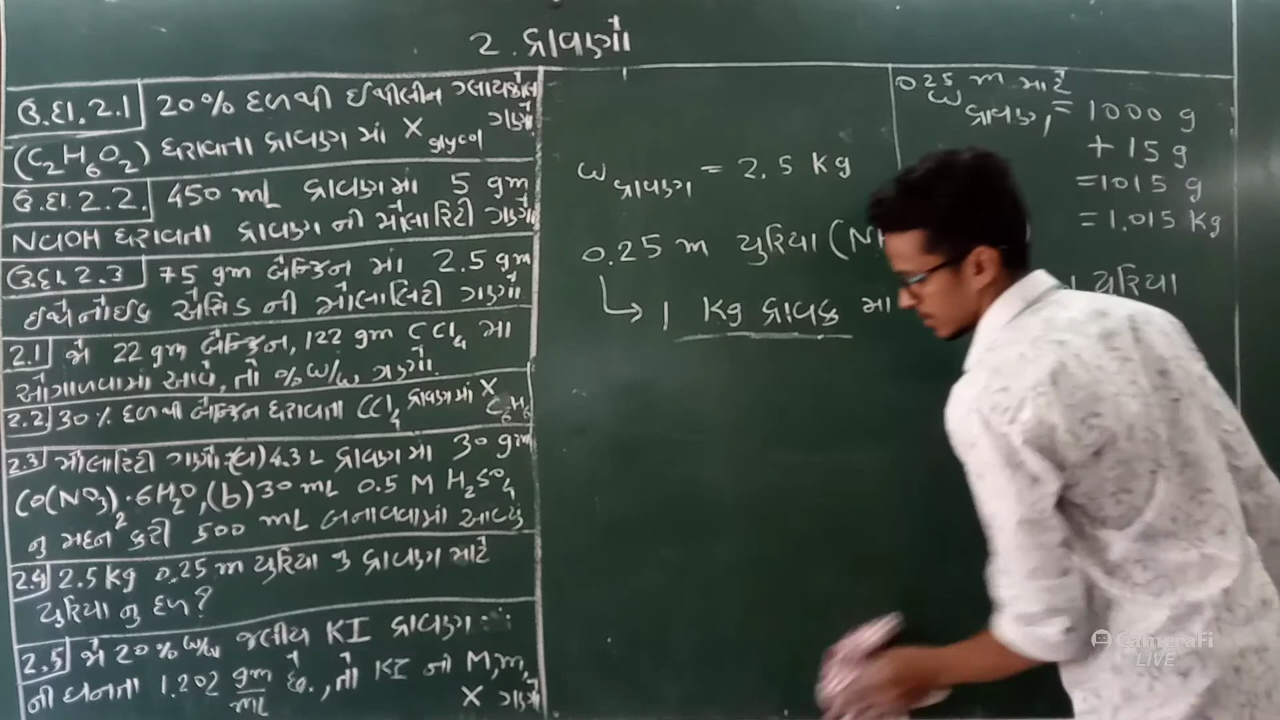 2. દ્રાવણો
ઉ.દા.2.1 20% દળથી ઈથીલીન ગ્લાયકોલ
(C₂H₆O₂) ધરાવતા દ્રાવણ માં X glycol ગણો
ઉ.દા.2.2. 450 mL દ્રાવણમાં 5 gm
NaOH ધરાવતા દ્રાવણ ની મોલારિટી ગણો
ઉ.દા.2.3 75 gm બેન્ઝિન માં 2.5 gm
ઈથેનોઈક એસિડ ની મોલાલિટી ગણો
2.1 જો 22 gm બેન્ઝિન, 122 gm CCl₄ મા
ઓગાળવામાં આવે, તો % w/w ગણો.
2.2 30% દળથી બેન્ઝિન ધરાવતા CCl₄ દ્રાવણમાં X C₆H₆
2.3 મોલારિટી ગણો (a) 4.3 L દ્રાવણમા 30 gm
Co(NO₃)₂·6H₂O, (b) 30 mL 0.5 M H₂SO₄
નુ મંદન કરી 500 mL બનાવવામાં આવ્યુ
2.4 2.5 Kg 0.25 m યુરિયા નુ દ્રાવણ માટે
યુરિયા નુ દળ?
2.5 જો 20% w/w જલીય KI દ્રાવણ
ની ઘનતા 1.202 gm/mL છે, તો KI ની M, m,
X ગણો
w દ્રાવણ = 2.5 Kg
0.25 m યુરિયા (N
↳ 1 Kg દ્રાવક મા
0.25 m માટે
w દ્રાવણ, = 1000 g
+ 15 g
= 1015 g
= 1.015 Kg
યુરિયા
CameraFi
LIVE